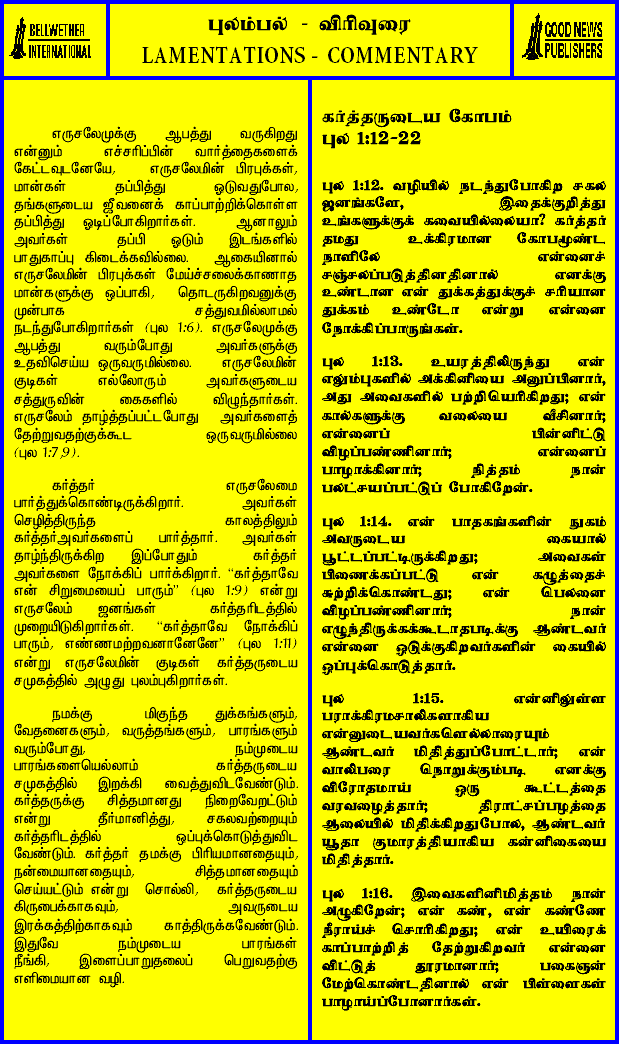 BELLWETHER
INTERNATIONAL
புலம்பல் - விரிவுரை
LAMENTATIONS - COMMENTARY
GOOD NEWS
PUBLISHERS
எருசலேமுக்கு ஆபத்து வருகிறது
என்னும் எச்சரிப்பின் வார்த்தைகளைக்
கேட்டவுடனேயே, எருசலேமின் பிரபுக்கள்,
மான்கள் தப்பித்து ஓடுவதுபோல,
தங்களுடைய ஜீவனைக் காப்பாற்றிக்கொள்ள
தப்பித்து ஓடிப்போகிறார்கள். ஆனாலும்
அவர்கள் தப்பி ஓடும் இடங்களில்
பாதுகாப்பு கிடைக்கவில்லை. ஆகையினால்
எருசலேமின் பிரபுக்கள் மேய்ச்சலைக்காணாத
மான்களுக்கு ஒப்பாகி, தொடருகிறவனுக்கு
முன்பாக சத்துவமில்லாமல்
நடந்துபோகிறார்கள் (புல 1:6). எருசலேமுக்கு
ஆபத்து வரும்போது அவர்களுக்கு
உதவிசெய்ய ஒருவருமில்லை. எருசலேமின்
குடிகள் எல்லோரும் அவர்களுடைய
சத்துருவின் கைகளில் விழுந்தார்கள்.
எருசலேம் தாழ்த்தப்பட்டபோது அவர்களைத்
தேற்றுவதற்குக்கூட ஒருவருமில்லை
(புல 1:7,9).
கர்த்தர் எருசலேமை
பார்த்துக்கொண்டிருக்கிறார். அவர்கள்
செழித்திருந்த காலத்திலும்
கர்த்தர்அவர்களைப் பார்த்தார். அவர்கள்
தாழ்ந்திருக்கிற இப்போதும் கர்த்தர்
அவர்களை நோக்கிப் பார்க்கிறார். "கர்த்தாவே
என் சிறுமையைப் பாரும்" (புல 1:9) என்று
எருசலேம் ஜனங்கள் கர்த்தரிடத்தில்
முறையிடுகிறார்கள். "கர்த்தாவே நோக்கிப்
பாரும், எண்ணமற்றவனானேனே" (புல 1:11)
என்று எருசலேமின் குடிகள் கர்த்தருடைய
சமுகத்தில் அழுது புலம்புகிறார்கள்.
நமக்கு மிகுந்த துக்கங்களும்,
வேதனைகளும், வருத்தங்களும், பாரங்களும்
வரும்போது, நம்முடைய
பாரங்களையெல்லாம் கர்த்தருடைய
சமுகத்தில் இறக்கி வைத்துவிடவேண்டும்.
கர்த்தருக்கு சித்தமானது நிறைவேறட்டும்
என்று தீர்மானித்து, சகலவற்றையும்
கர்த்தரிடத்தில் ஒப்புக்கொடுத்துவிட
வேண்டும். கர்த்தர் தமக்கு பிரியமானதையும்,
நன்மையானதையும், சித்தமானதையும்
செய்யட்டும் என்று சொல்லி, கர்த்தருடைய
கிருபைக்காகவும், அவருடைய
இரக்கத்திற்காகவும் காத்திருக்கவேண்டும்.
இதுவே நம்முடைய பாரங்கள்
நீங்கி, இளைப்பாறுதலைப் பெறுவதற்கு
எளிமையான வழி.
கர்த்தருடைய கோபம்
புல 1:12-22
புல 1:12. வழியில் நடந்துபோகிற சகல
ஜனங்களே, இதைக்குறித்து
உங்களுக்குக் கவையில்லையா? கர்த்தர்
தமது உக்கிரமான கோபமூண்ட
நாளிலே என்னைச்
சஞ்சலப்படுத்தினதினால் எனக்கு
உண்டான என் துக்கத்துக்குச் சரியான
துக்கம் உண்டோ என்று என்னை
நோக்கிப்பாருங்கள்.
புல 1:13. உயரத்திலிருந்து என்
எலும்புகளில் அக்கினியை அனுப்பினார்,
அது அவைகளில் பற்றியெரிகிறது; என்
கால்களுக்கு வலையை வீசினார்;
என்னைப் பின்னிட்டு
விழப்பண்ணினார்; என்னைப்
பாழாக்கினார்; நித்தம் நான்
பலட்சயப்பட்டுப் போகிறேன்.
புல 1:14. என் பாதகங்களின் நுகம்
அவருடைய கையால்
பூட்டப்பட்டிருக்கிறது; அவைகள்
பிணைக்கப்பட்டு என் கழுத்தைச்
சுற்றிக்கொண்டது; என் பெலனை
விழப்பண்ணினார்; நான்
எழுந்திருக்கக்கூடாதபடிக்கு ஆண்டவர்
என்னை ஒடுக்குகிறவர்களின் கையில்
ஒப்புக்கொடுத்தார்.
புல 1:15. என்னிலுள்ள
பராக்கிரமசாலிகளாகிய
என்னுடையவர்களெல்லாரையும்
ஆண்டவர் மிதித்துப்போட்டார்; என்
வாலிபரை நொறுக்கும்படி எனக்கு
விரோதமாய் ஒரு கூட்டத்தை
வரவழைத்தார்; திராட்சப்பழத்தை
ஆலையில் மிதிக்கிறதுபோல, ஆண்டவர்
யூதா குமாரத்தியாகிய கன்னிகையை
மிதித்தார்.
புல 1:16. இவைகளினிமித்தம் நான்
அழுகிறேன்; என் கண், என் கண்ணே
நீராய்ச் சொரிகிறது; என் உயிரைக்
காப்பாற்றித் தேற்றுகிறவர் என்னை
விட்டுத் தூரமானார்; பகைஞன்
மேற்கொண்டதினால் என் பிள்ளைகள்
பாழாய்ப்போனார்கள்.